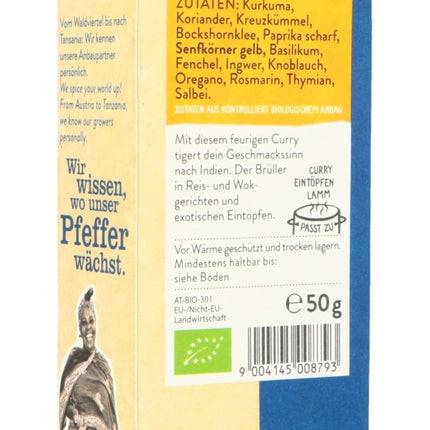 Vom Waldviertel bis nach
Tansania: Wir kennen
unsere Anbaupartner
persönlich.
We spice your world up!
From Austria to Tanzania,
we know our growers
personally.
Wir
wissen,
wo unser
Pfeffer
wächst.
ZUTATEN: Kurkuma,
Koriander, Kreuzkümmel,
Bockshornklee, Paprika scharf,
Senfkörner gelb, Basilikum,
Fenchel, Ingwer, Knoblauch,
Oregano, Rosmarin, Thymian,
Salbei.
ZUTATEN AUS KONTROLLIERT BIOLOGISCHEM ANBAU
Mit diesem feurigen Curry
tigert dein Geschmackssinn
nach Indien. Der Brüller
in Reis- und Wok-
gerichten und
exotischen Eintöpfen.
CURRY
EINTÖPFEN
LAMM
PASST ZU
Vor Wärme geschützt und trocken lagern.
Mindestens haltbar bis:
siehe Boden
AT-BIO-301
EU-/Nicht-EU-
Landwirtschaft
℮ 50 g
9 004145 008793